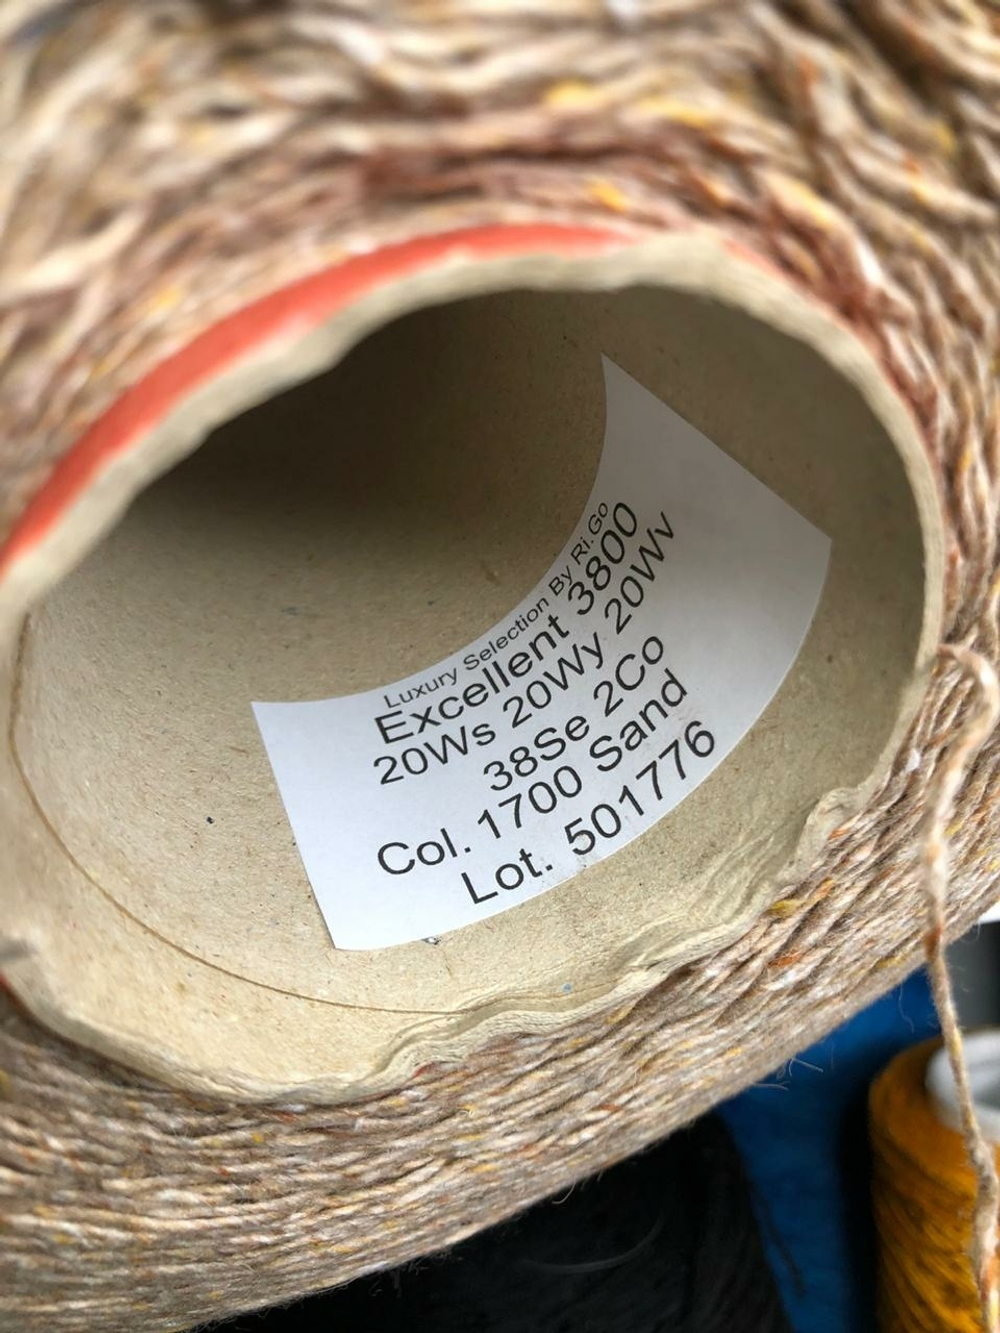 Luxury Selection By Ri.Go
Excellent 3800
20Ws 20Wy 20Wv
38Se 2Co
Col. 1700 Sand
Lot. 501776